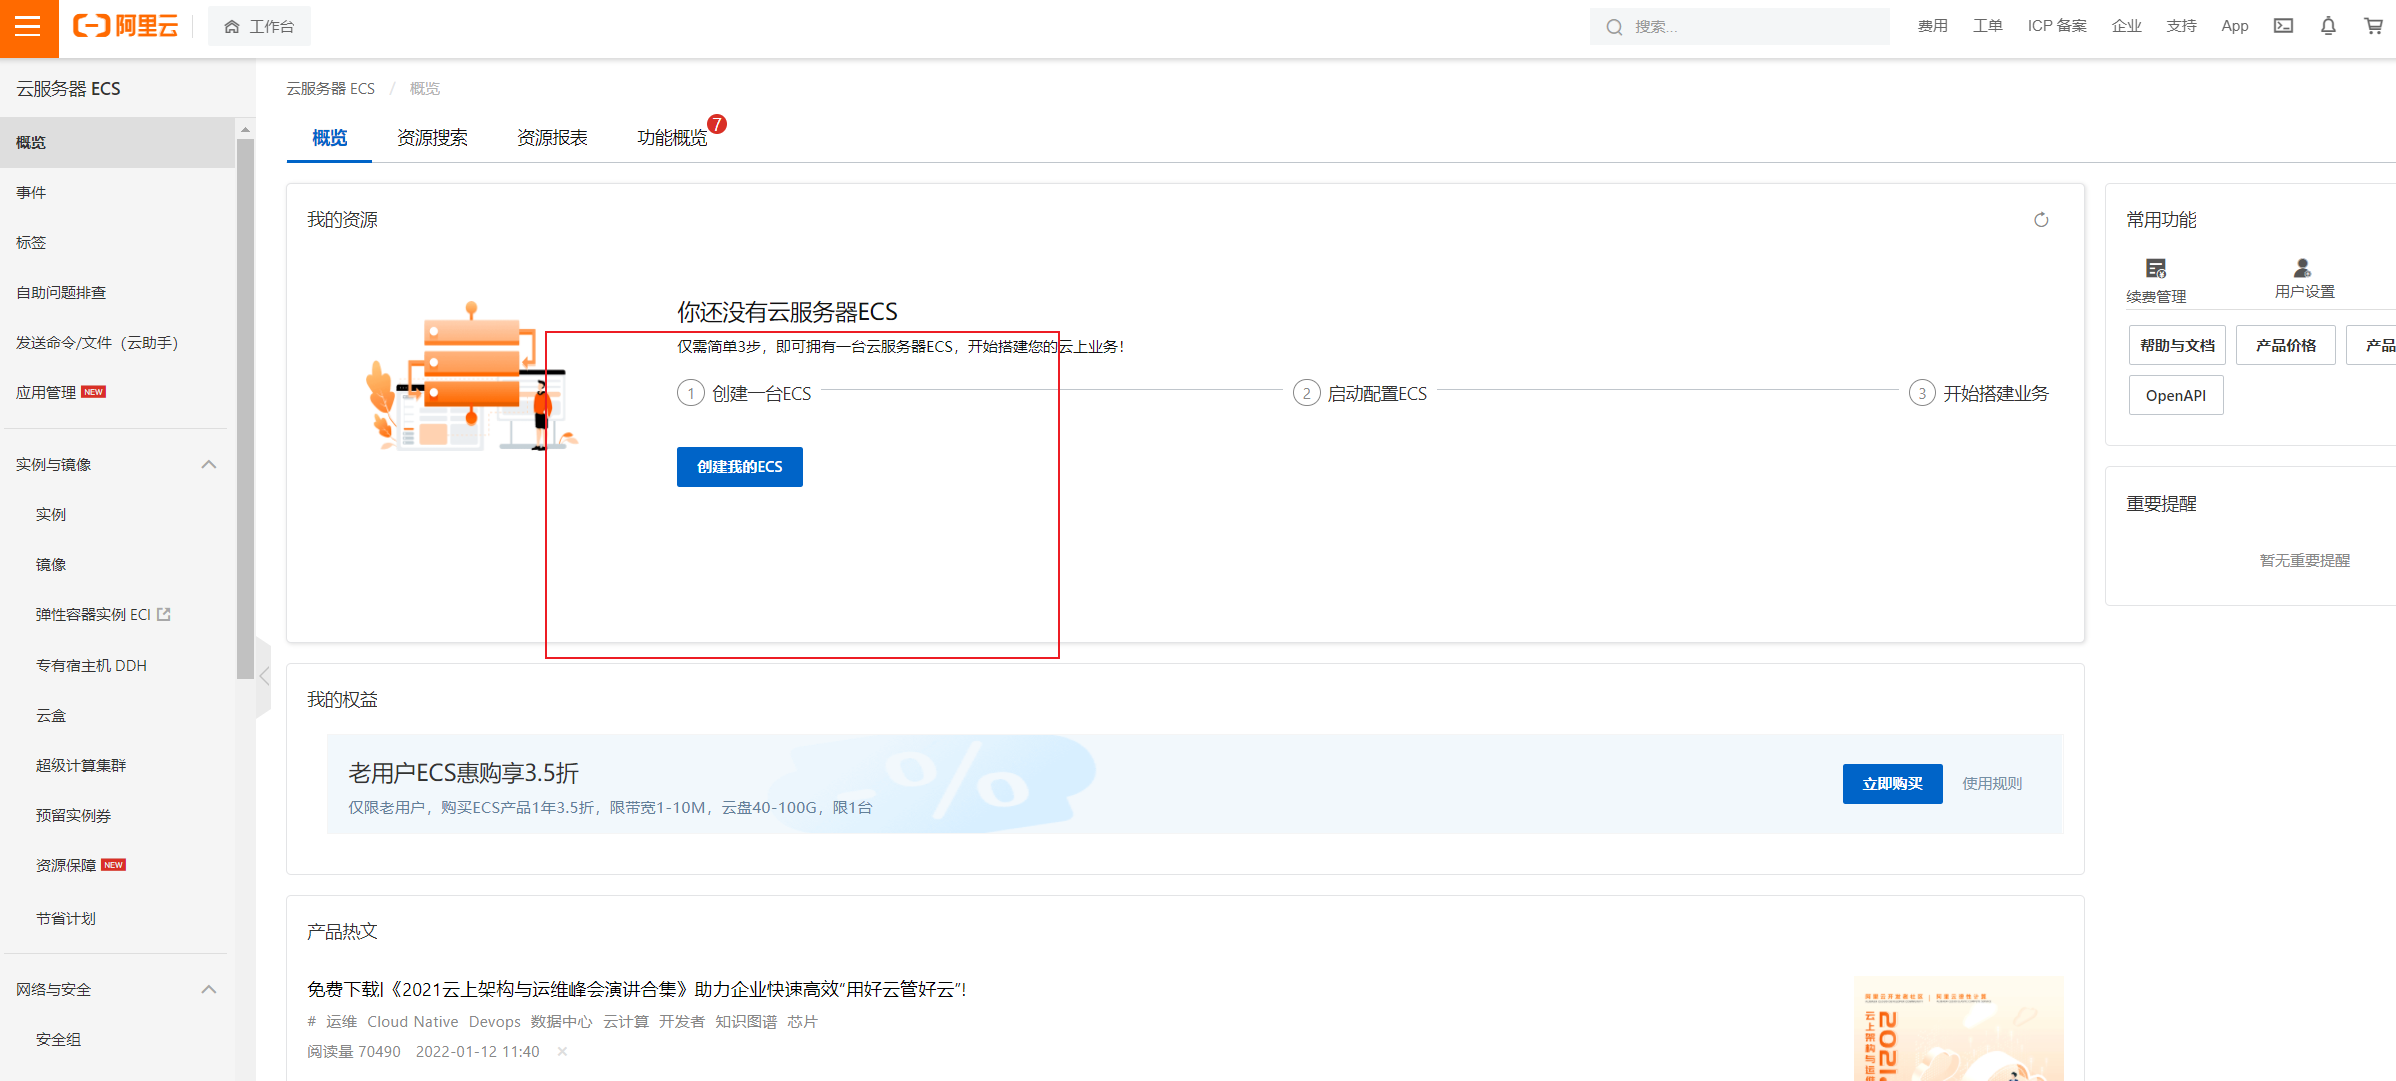 阿里云
工作台
搜索...
费用
工单
ICP 备案
企业
支持
App
云服务器 ECS
概览
事件
标签
自助问题排查
发送命令/文件（云助手）
应用管理 NEW
实例与镜像
实例
镜像
弹性容器实例 ECI
专有宿主机 DDH
云盒
超级计算集群
预留实例券
资源保障 NEW
节省计划
网络与安全
安全组
云服务器 ECS / 概览
概览
资源搜索
资源报表
功能概览 7
我的资源
你还没有云服务器ECS
仅需简单3步，即可拥有一台云服务器ECS，开始搭建您的云上业务！
1 创建一台ECS
2 启动配置ECS
3 开始搭建业务
创建我的ECS
我的权益
老用户ECS惠购享3.5折
仅限老用户，购买ECS产品1年3.5折，限带宽1-10M，云盘40-100G，限1台
%
立即购买
使用规则
产品热文
免费下载|《2021云上架构与运维峰会演讲合集》助力企业快速高效“用好云管好云”!
# 运维 Cloud Native Devops 数据中心 云计算 开发者 知识图谱 芯片
阅读量 70490 2022-01-12 11:40
2021
云上架构与运维
常用功能
续费管理
用户设置
帮助与文档
产品价格
产品
OpenAPI
重要提醒
暂无重要提醒